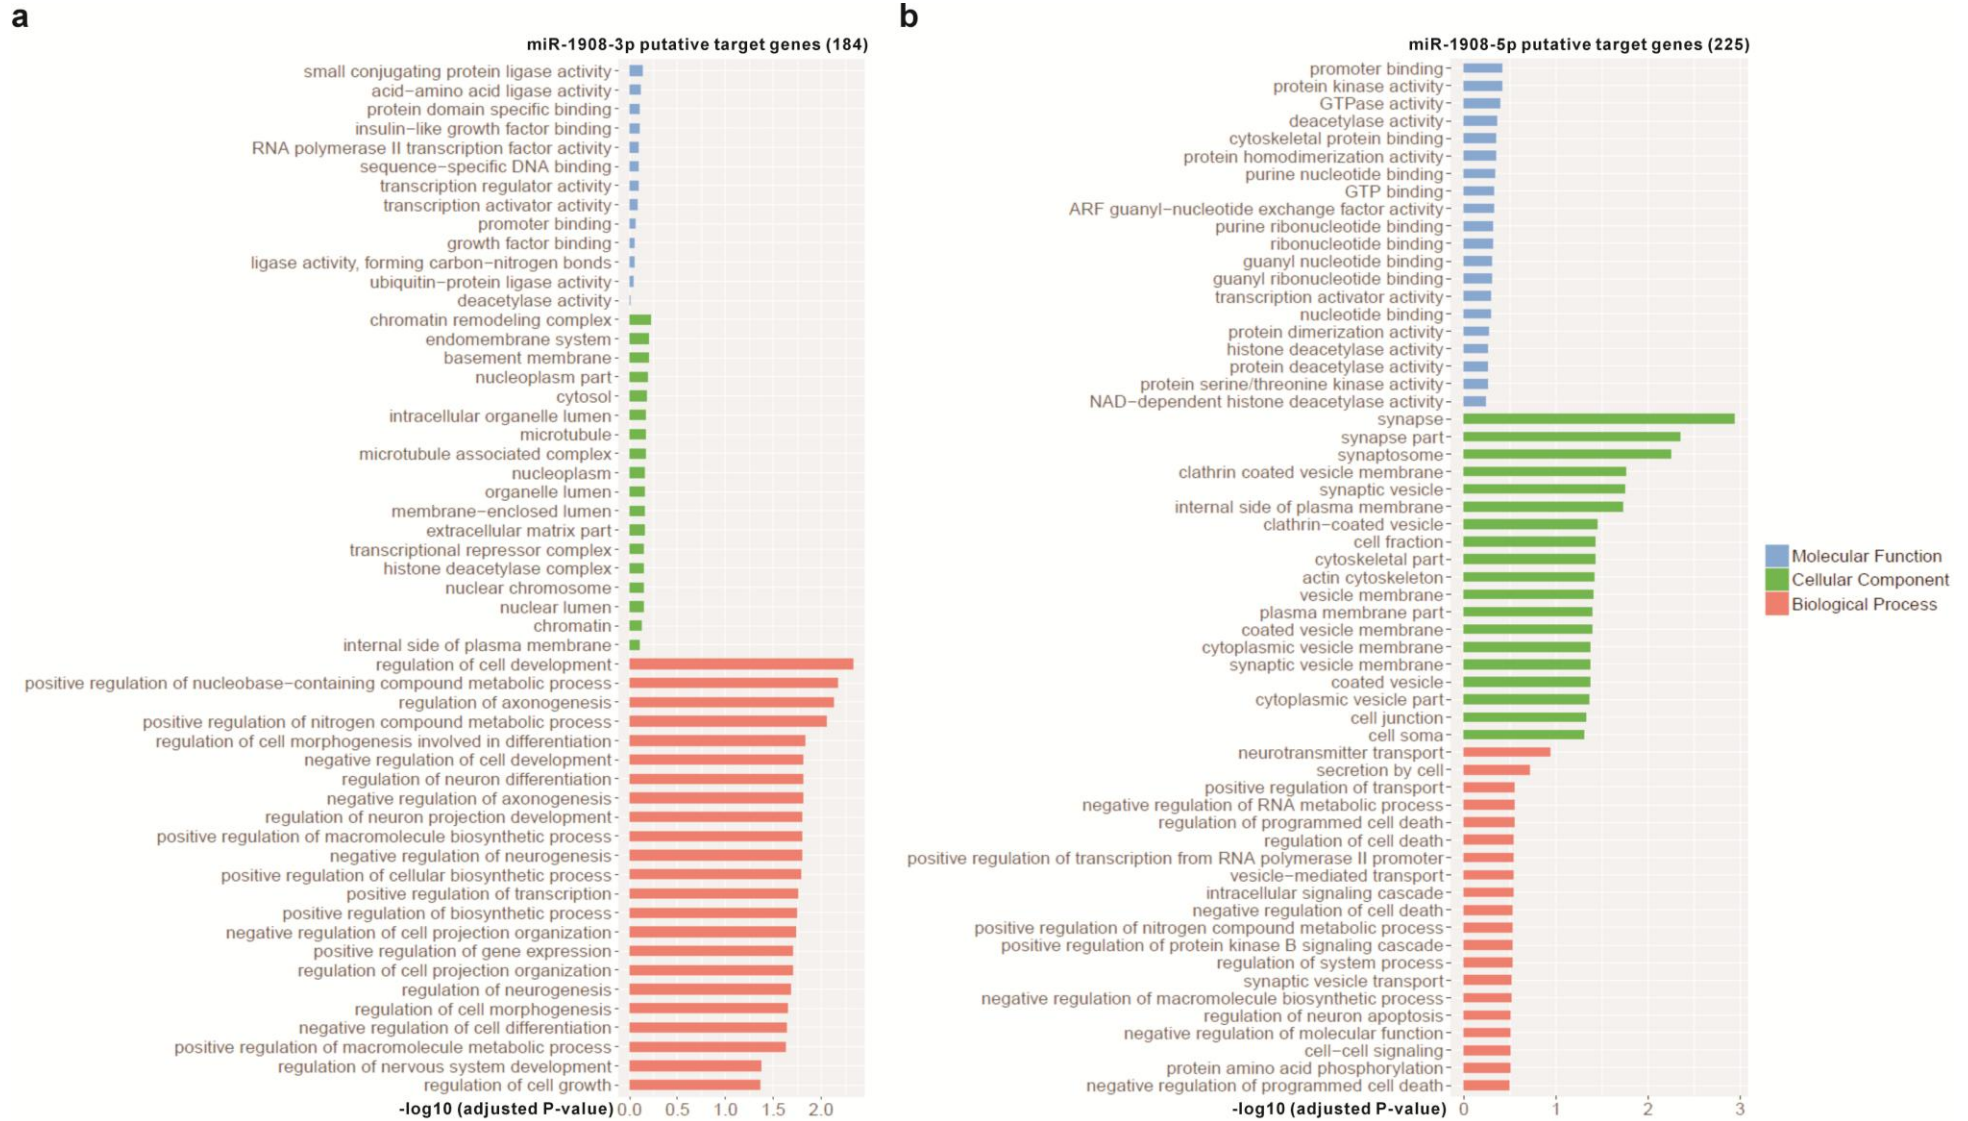 a
miR-1908-3p putative target genes (184)
small conjugating protein ligase activity
acid−amino acid ligase activity
protein domain specific binding
insulin−like growth factor binding
RNA polymerase II transcription factor activity
sequence−specific DNA binding
transcription regulator activity
transcription activator activity
promoter binding
growth factor binding
ligase activity, forming carbon−nitrogen bonds
ubiquitin−protein ligase activity
deacetylase activity
chromatin remodeling complex
endomembrane system
basement membrane
nucleoplasm part
cytosol
intracellular organelle lumen
microtubule
microtubule associated complex
nucleoplasm
organelle lumen
membrane−enclosed lumen
extracellular matrix part
transcriptional repressor complex
histone deacetylase complex
nuclear chromosome
nuclear lumen
chromatin
internal side of plasma membrane
regulation of cell development
positive regulation of nucleobase−containing compound metabolic process
regulation of axonogenesis
positive regulation of nitrogen compound metabolic process
regulation of cell morphogenesis involved in differentiation
negative regulation of cell development
regulation of neuron differentiation
negative regulation of axonogenesis
regulation of neuron projection development
positive regulation of macromolecule biosynthetic process
negative regulation of neurogenesis
positive regulation of cellular biosynthetic process
positive regulation of transcription
positive regulation of biosynthetic process
negative regulation of cell projection organization
positive regulation of gene expression
regulation of cell projection organization
regulation of neurogenesis
regulation of cell morphogenesis
negative regulation of cell differentiation
positive regulation of macromolecule metabolic process
regulation of nervous system development
regulation of cell growth
-log10 (adjusted P-value) 0.0 0.5 1.0 1.5 2.0
b
miR-1908-5p putative target genes (225)
promoter binding
protein kinase activity
GTPase activity
deacetylase activity
cytoskeletal protein binding
protein homodimerization activity
purine nucleotide binding
GTP binding
ARF guanyl−nucleotide exchange factor activity
purine ribonucleotide binding
ribonucleotide binding
guanyl nucleotide binding
guanyl ribonucleotide binding
transcription activator activity
nucleotide binding
protein dimerization activity
histone deacetylase activity
protein deacetylase activity
protein serine/threonine kinase activity
NAD−dependent histone deacetylase activity
synapse
synapse part
synaptosome
clathrin coated vesicle membrane
synaptic vesicle
internal side of plasma membrane
clathrin−coated vesicle
cell fraction
cytoskeletal part
actin cytoskeleton
vesicle membrane
plasma membrane part
coated vesicle membrane
cytoplasmic vesicle membrane
synaptic vesicle membrane
coated vesicle
cytoplasmic vesicle part
cell junction
cell soma
neurotransmitter transport
secretion by cell
positive regulation of transport
negative regulation of RNA metabolic process
regulation of programmed cell death
regulation of cell death
positive regulation of transcription from RNA polymerase II promoter
vesicle−mediated transport
intracellular signaling cascade
negative regulation of cell death
positive regulation of nitrogen compound metabolic process
positive regulation of protein kinase B signaling cascade
regulation of system process
synaptic vesicle transport
negative regulation of macromolecule biosynthetic process
regulation of neuron apoptosis
negative regulation of molecular function
cell−cell signaling
protein amino acid phosphorylation
negative regulation of programmed cell death
-log10 (adjusted P-value) 0 1 2 3
Molecular Function
Cellular Component
Biological Process